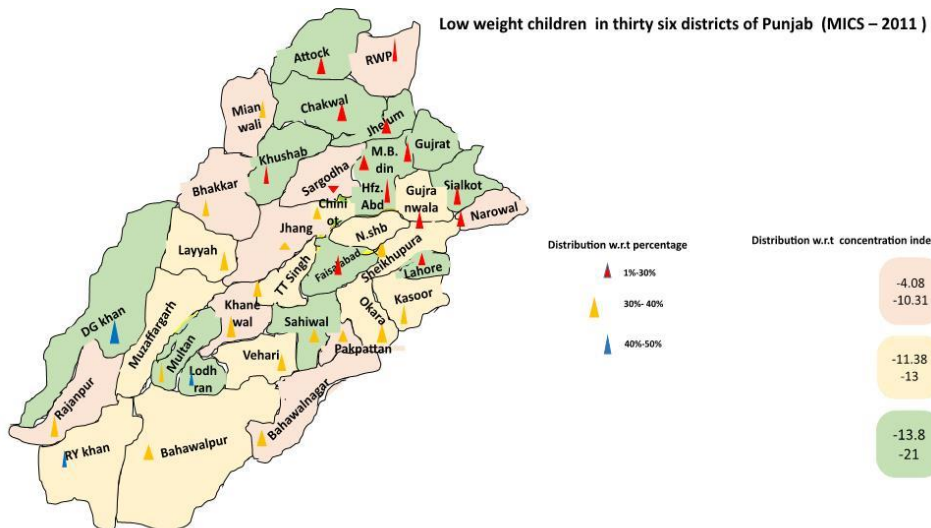 Low weight children in thirty six districts of Punjab (MICS – 2011 )
Attock
RWP
Mian
wali
Chakwal
Jhelum
Khushab
M.B.
din
Gujrat
Sargodha
Bhakkar
Hfz.
Abd
Gujra
nwala
Sialkot
Narowal
Chini
ot
Jhang
N.shb
Layyah
TT Singh
Faisalabad
Sheikhupura
Lahore
DG khan
Muzaffargarh
Khane
wal
Okara
Kasoor
Multan
Sahiwal
Pakpattan
Vehari
Lodh
ran
Rajanpur
Bahawalnagar
RY khan
Bahawalpur
Distribution w.r.t percentage
1%-30%
30%- 40%
40%-50%
Distribution w.r.t concentration inde
-4.08
-10.31
-11.38
-13
-13.8
-21